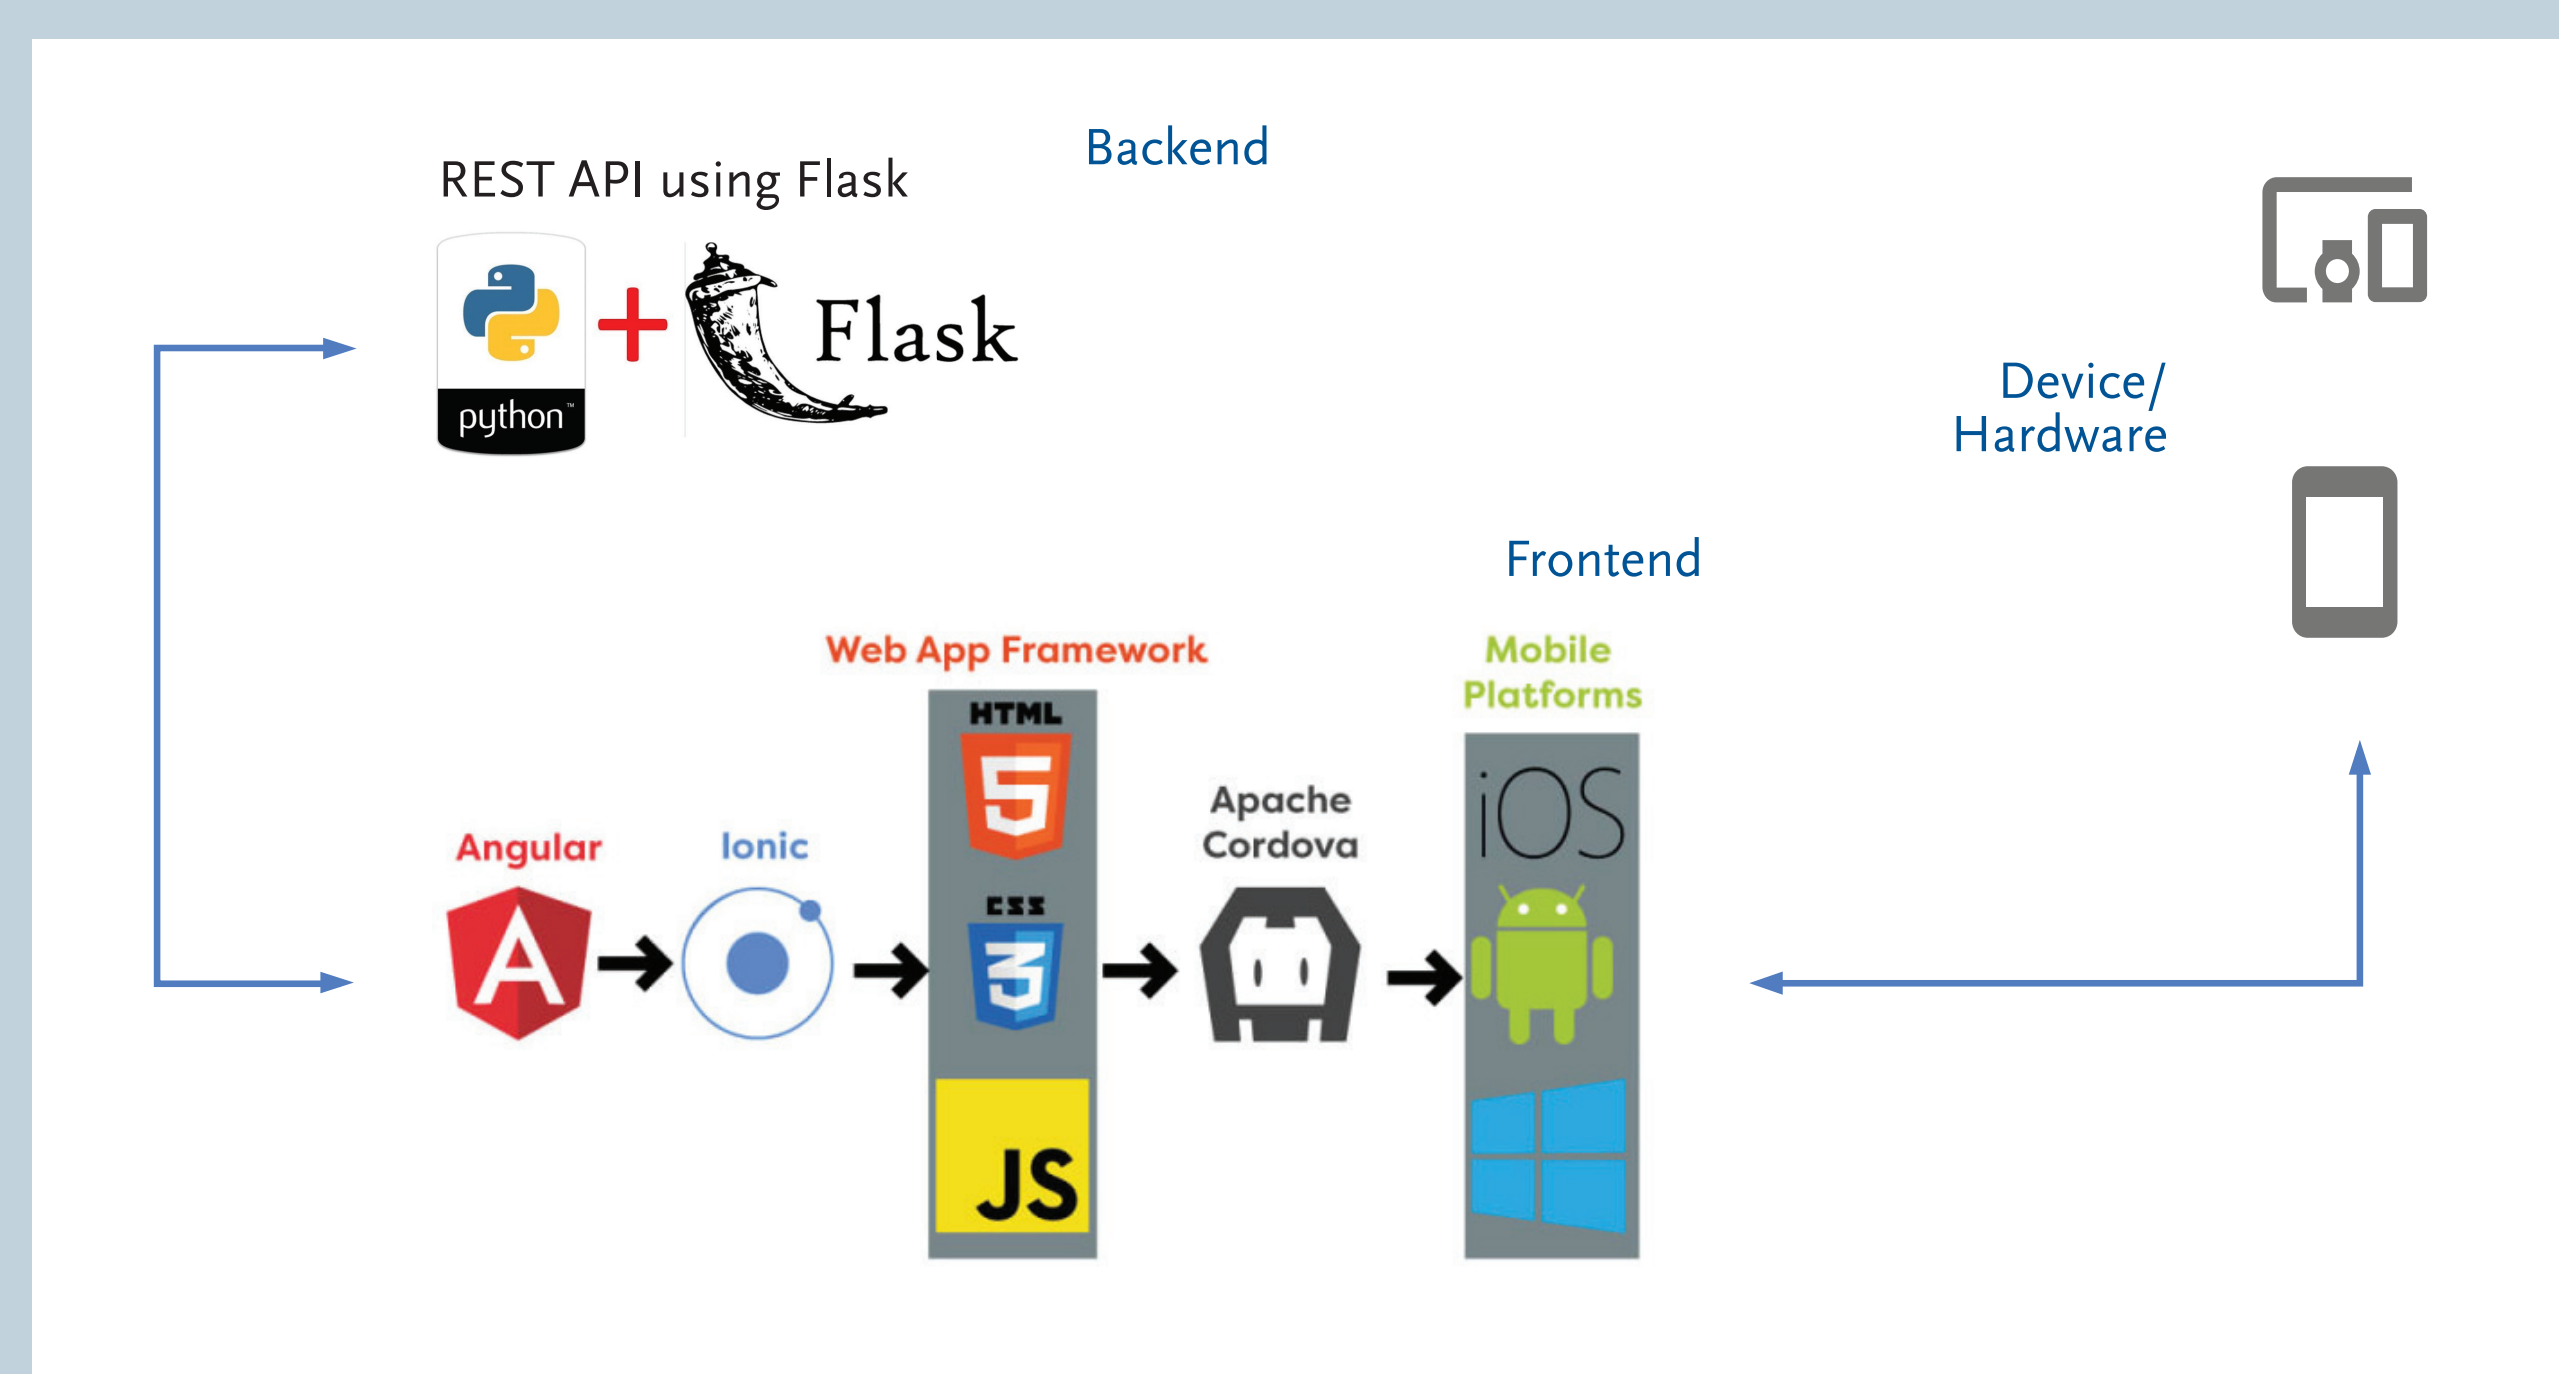 Backend
REST API using Flask
python™
Flask
Device/
Hardware
Frontend
Web App Framework
Mobile
Platforms
HTML
5
iOS
Apache
Cordova
Angular
Ionic
CSS
3
A
JS